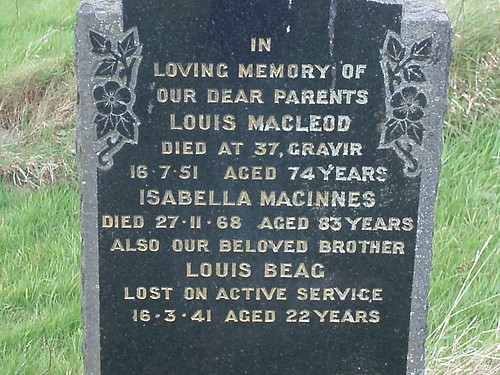 IN
LOVING MEMORY OF
OUR DEAR PARENTS
LOUIS MACLEOD
DIED AT 37, GRAVIR
16·7·51 AGED 74 YEARS
ISABELLA MACINNES
DIED 27·11·68 AGED 83 YEARS
ALSO OUR BELOVED BROTHER
LOUIS BEAG
LOST ON ACTIVE SERVICE
16·3·41 AGED 22 YEARS